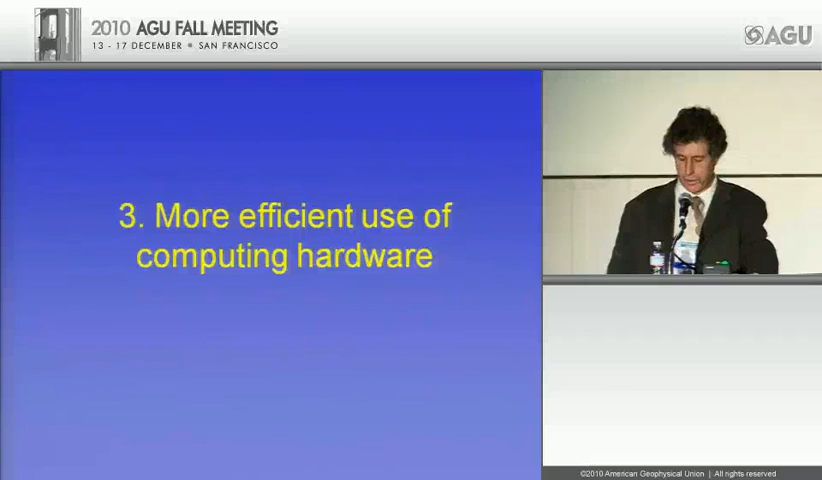 2010 AGU FALL MEETING
13 - 17 DECEMBER • SAN FRANCISCO
AGU
3. More efficient use of
computing hardware
©2010 American Geophysical Union | All rights reserved